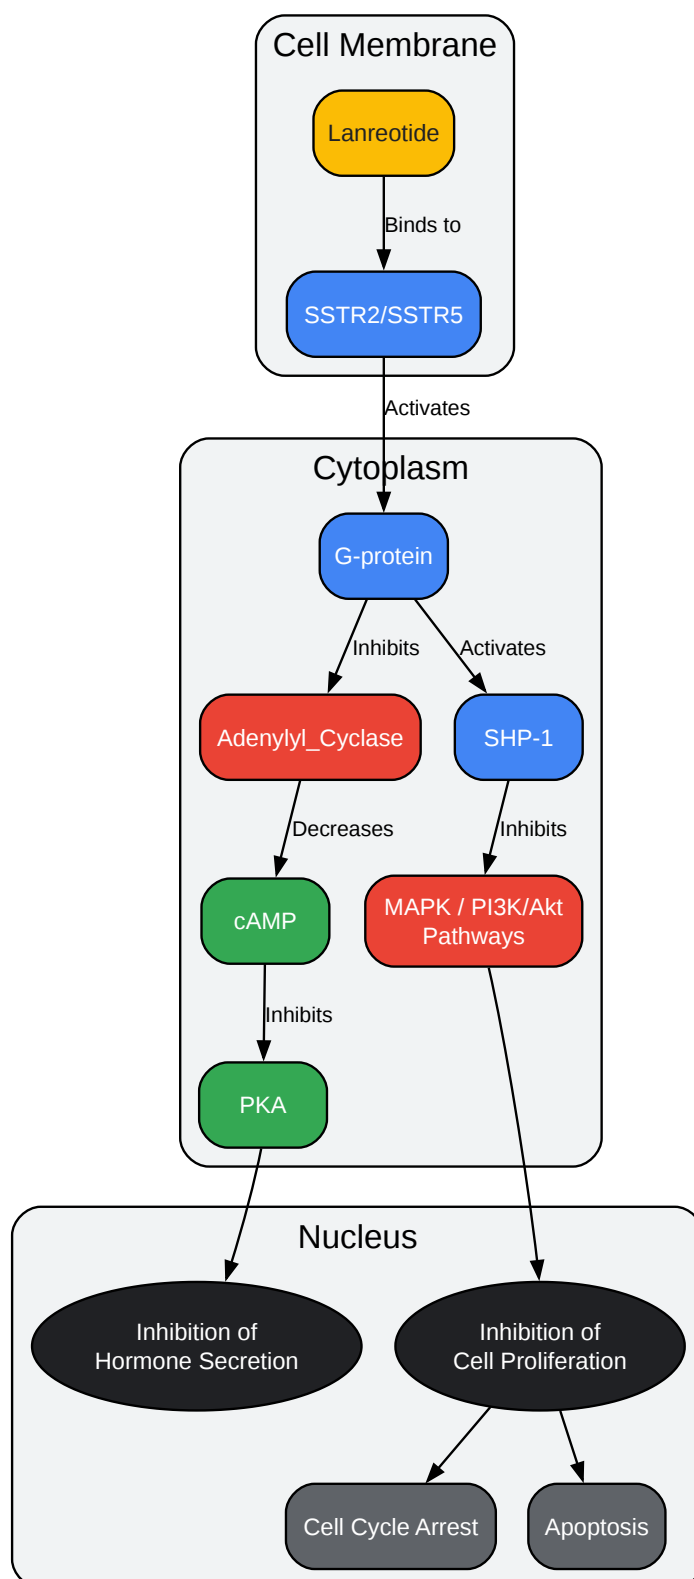 Cell Membrane
Lanreotide
Binds to
SSTR2/SSTR5
Activates
Cytoplasm
G-protein
Inhibits
Activates
Adenylyl_Cyclase
SHP-1
Decreases
Inhibits
cAMP
MAPK / PI3K/Akt
Pathways
Inhibits
PKA
Nucleus
Inhibition of
Hormone Secretion
Inhibition of
Cell Proliferation
Cell Cycle Arrest
Apoptosis